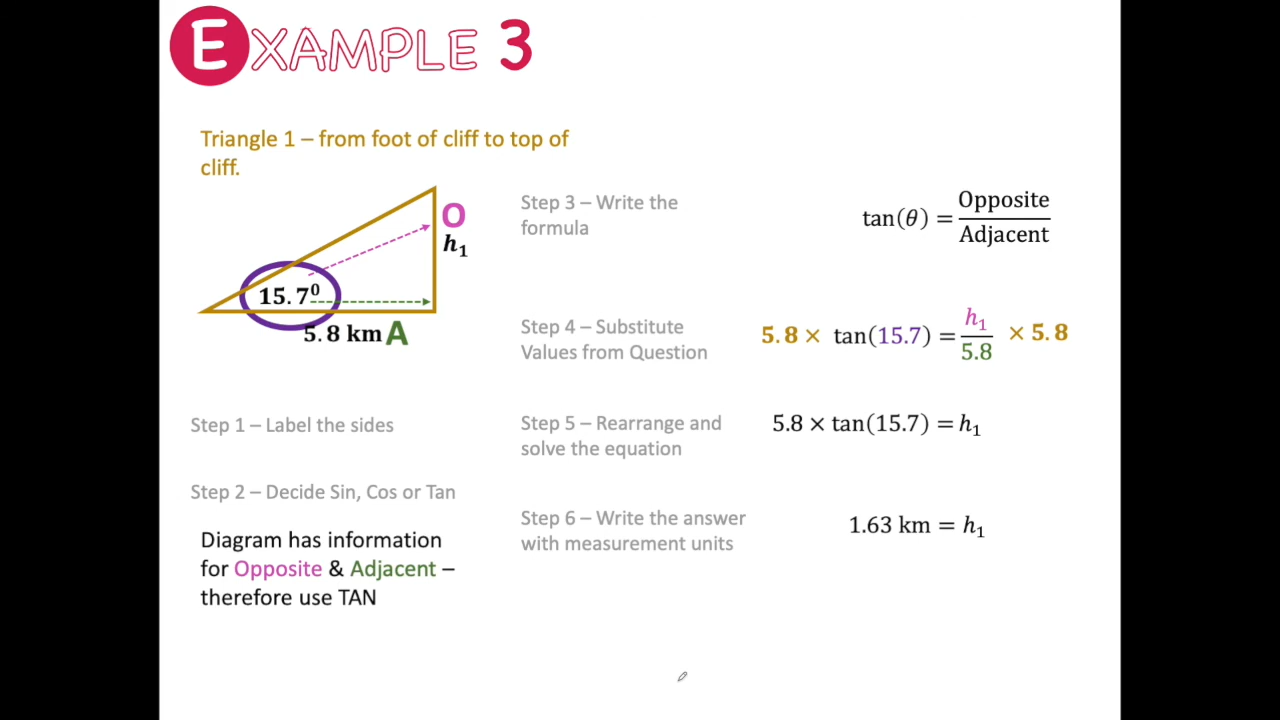 EXAMPLE 3
Triangle 1 – from foot of cliff to top of
cliff.
O
h₁
15.7⁰
5.8 km A
Step 1 – Label the sides
Step 2 – Decide Sin, Cos or Tan
Diagram has information
for Opposite & Adjacent –
therefore use TAN
Step 3 – Write the
formula
tan(θ) = Opposite / Adjacent
Step 4 – Substitute
Values from Question
5.8 × tan(15.7) = h₁ / 5.8 × 5.8
Step 5 – Rearrange and
solve the equation
5.8 × tan(15.7) = h₁
Step 6 – Write the answer
with measurement units
1.63 km = h₁